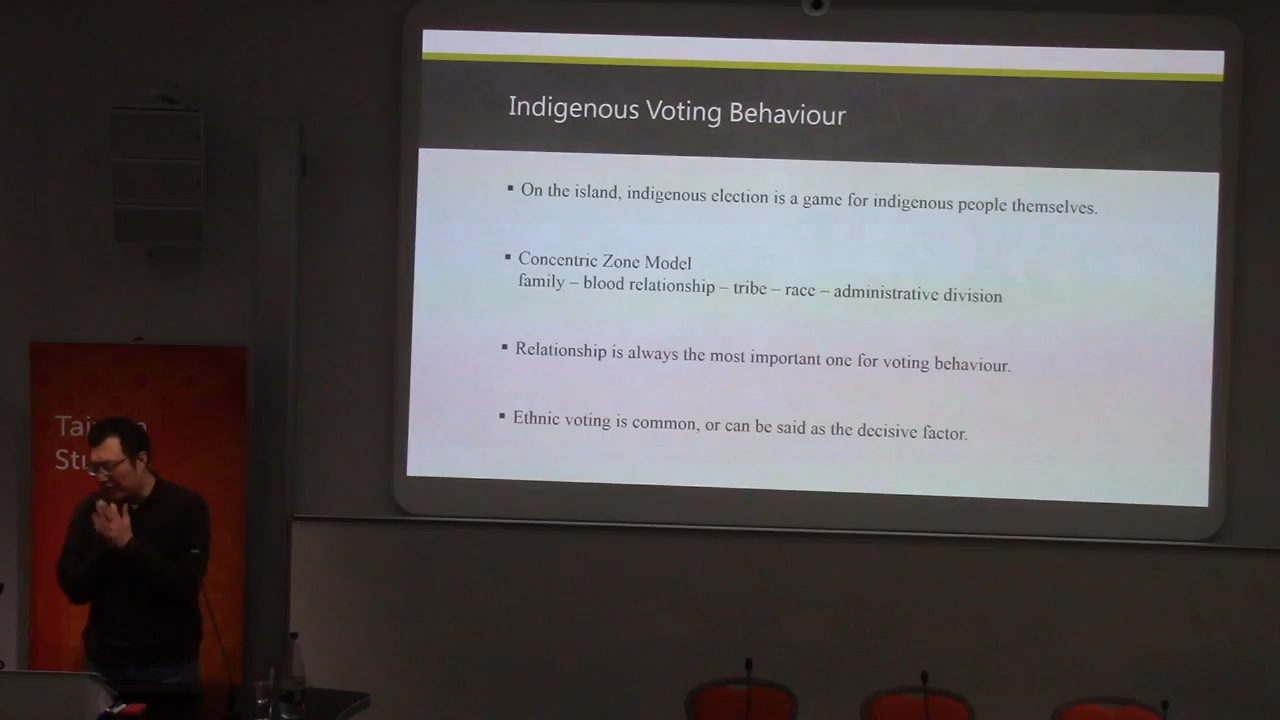 Indigenous Voting Behaviour
▪ On the island, indigenous election is a game for indigenous people themselves.
▪ Concentric Zone Model
family – blood relationship – tribe – race – administrative division
▪ Relationship is always the most important one for voting behaviour.
▪ Ethnic voting is common, or can be said as the decisive factor.